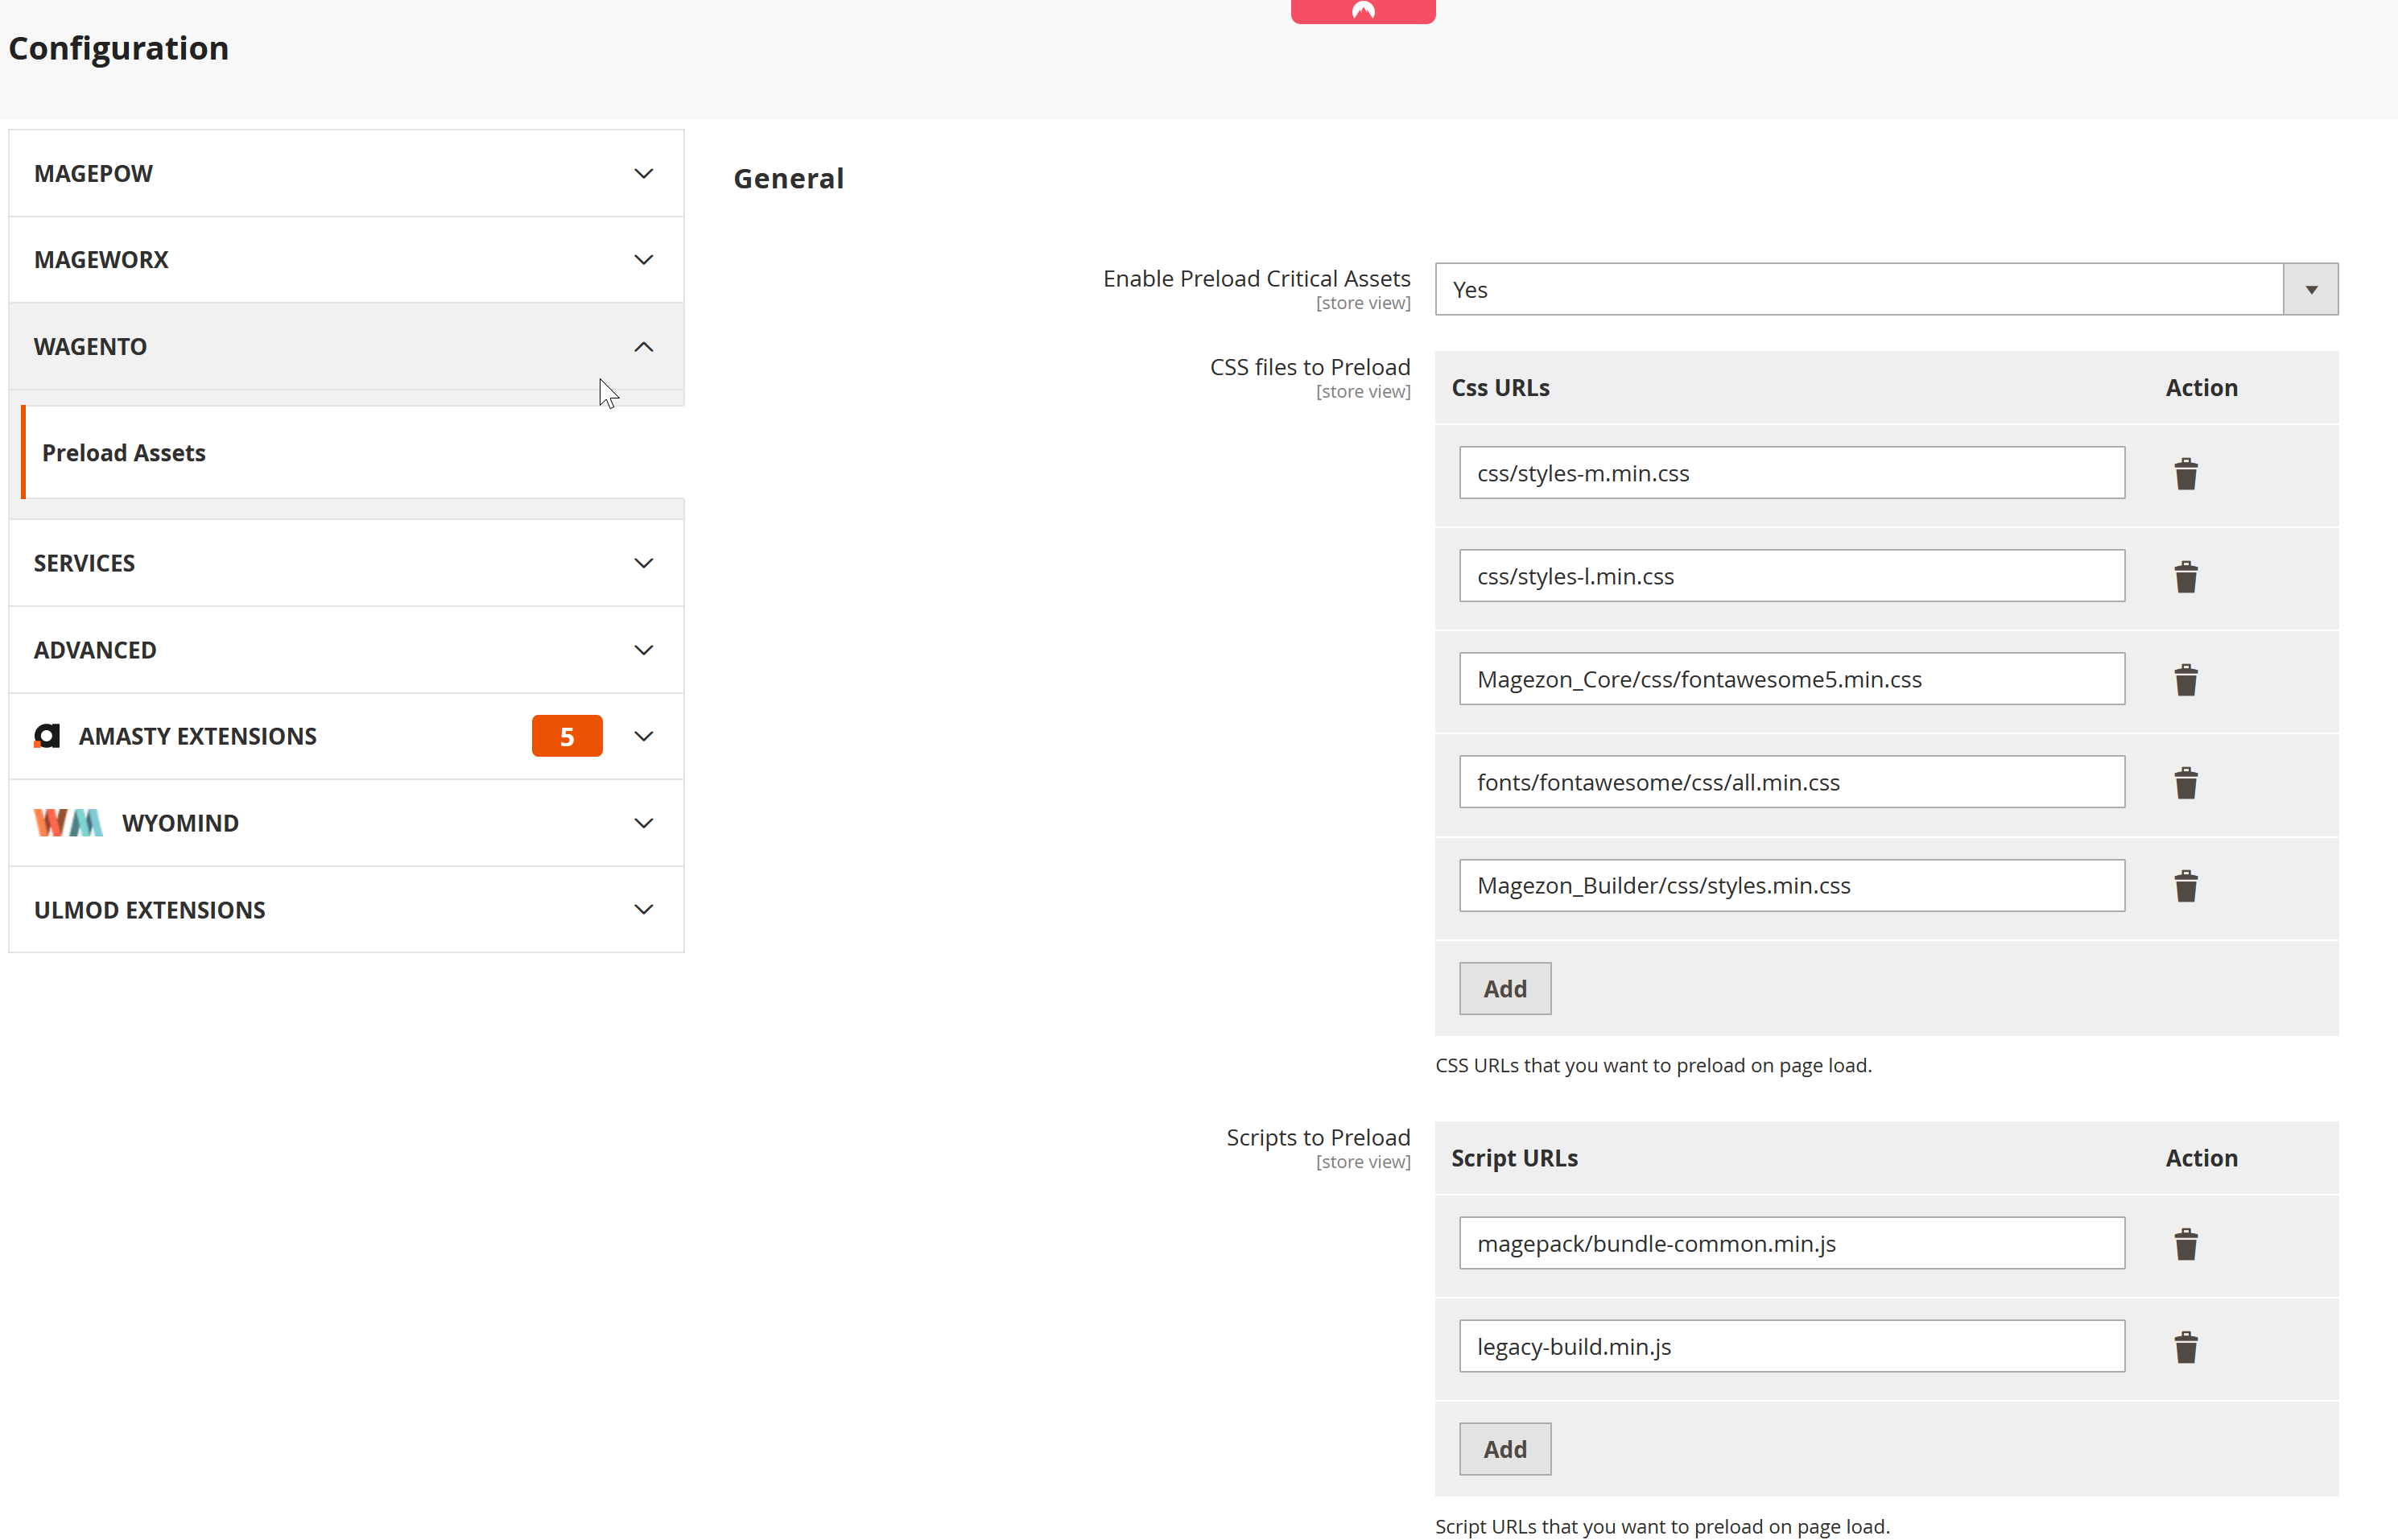 Configuration
MAGEPOW
MAGEWORX
WAGENTO
Preload Assets
SERVICES
ADVANCED
AMASTY EXTENSIONS 5
WM WYOMIND
ULMOD EXTENSIONS
General
Enable Preload Critical Assets
[store view]
Yes
CSS files to Preload
[store view]
Css URLs Action
css/styles-m.min.css
css/styles-l.min.css
Magezon_Core/css/fontawesome5.min.css
fonts/fontawesome/css/all.min.css
Magezon_Builder/css/styles.min.css
Add
CSS URLs that you want to preload on page load.
Scripts to Preload
[store view]
Script URLs Action
magepack/bundle-common.min.js
legacy-build.min.js
Add
Script URLs that you want to preload on page load.